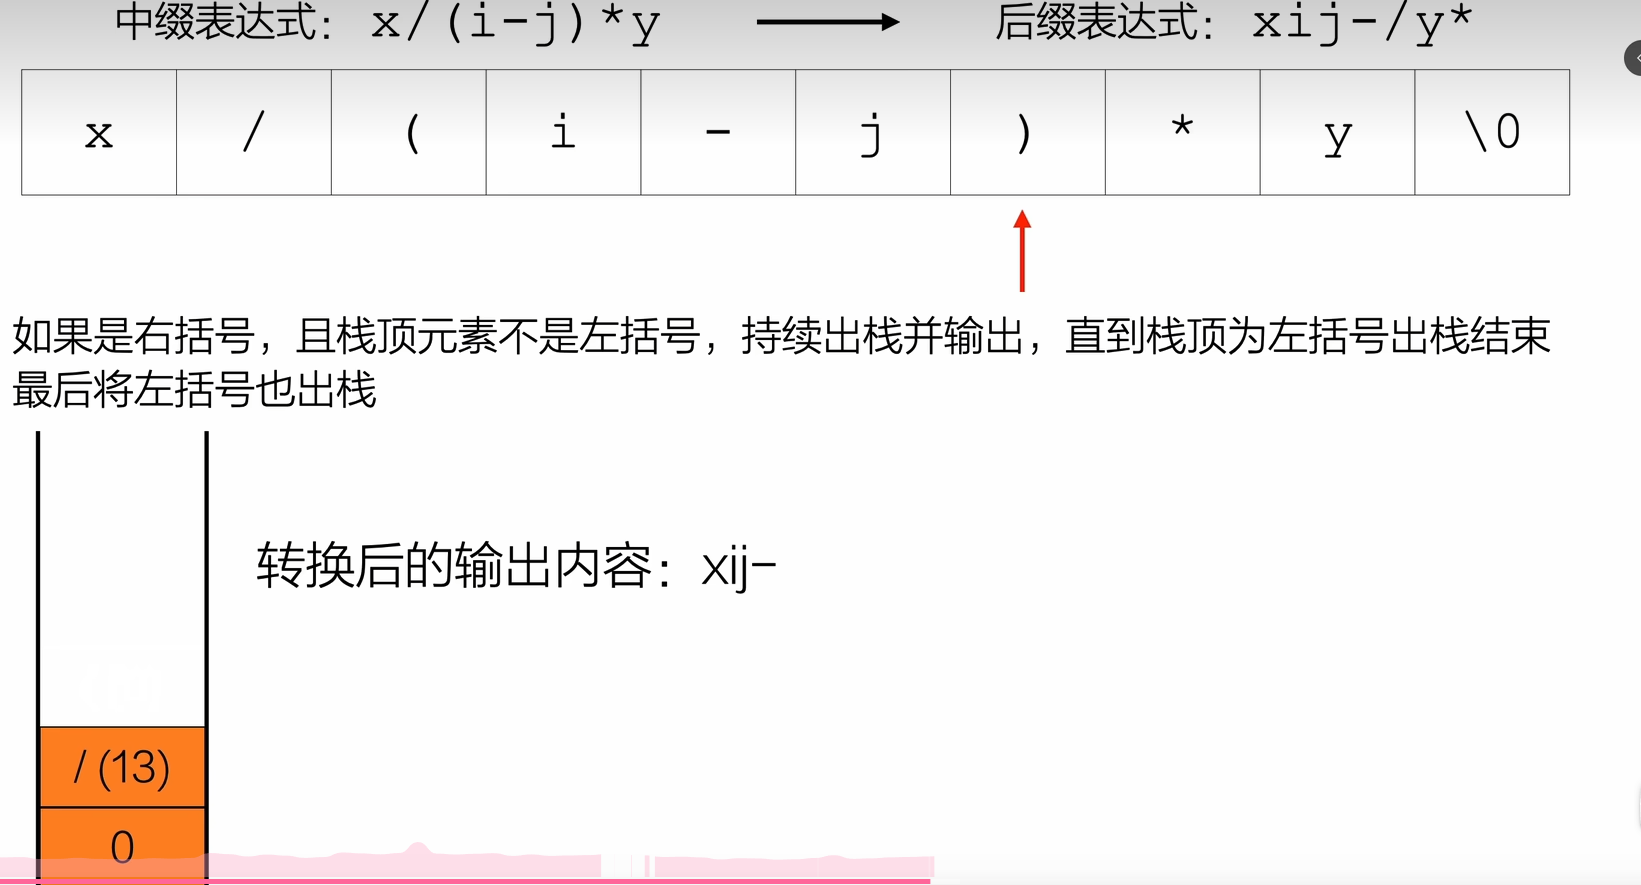 中缀表达式: x/(i-j)*y 后缀表达式: xij-/y*
x / ( i - j ) * y \0
如果是右括号，且栈顶元素不是左括号，持续出栈并输出，直到栈顶为左括号出栈结束
最后将左括号也出栈
转换后的输出内容：xij-
/ (13)
0